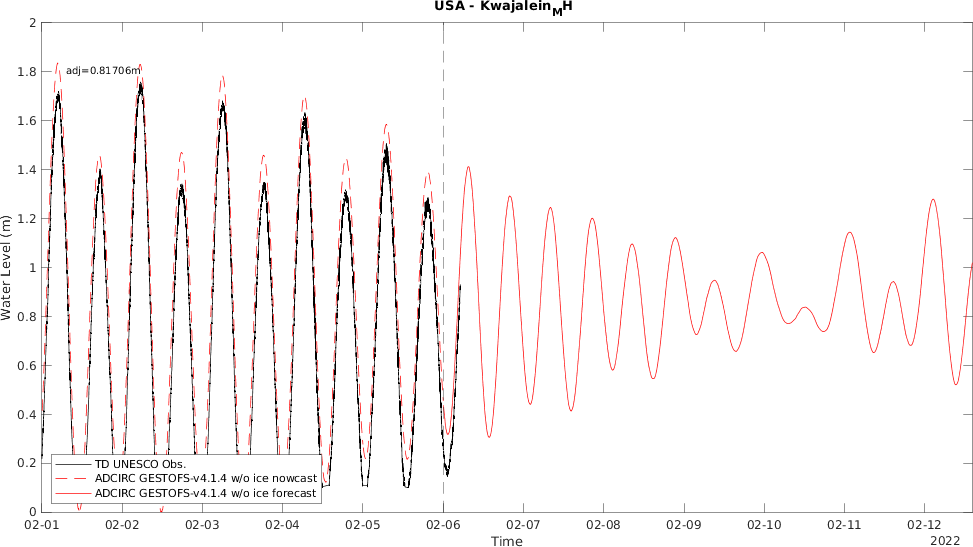 USA - Kwajalein_MH
2
adj=0.81706m
1.8
1.6
1.4
1.2
1
0.8
0.6
0.4
0.2
0
Water Level (m)
TD UNESCO Obs.
ADCIRC GESTOFS-v4.1.4 w/o ice nowcast
ADCIRC GESTOFS-v4.1.4 w/o ice forecast
02-01 02-02 02-03 02-04 02-05 02-06 02-07 02-08 02-09 02-10 02-11 02-12
Time
2022